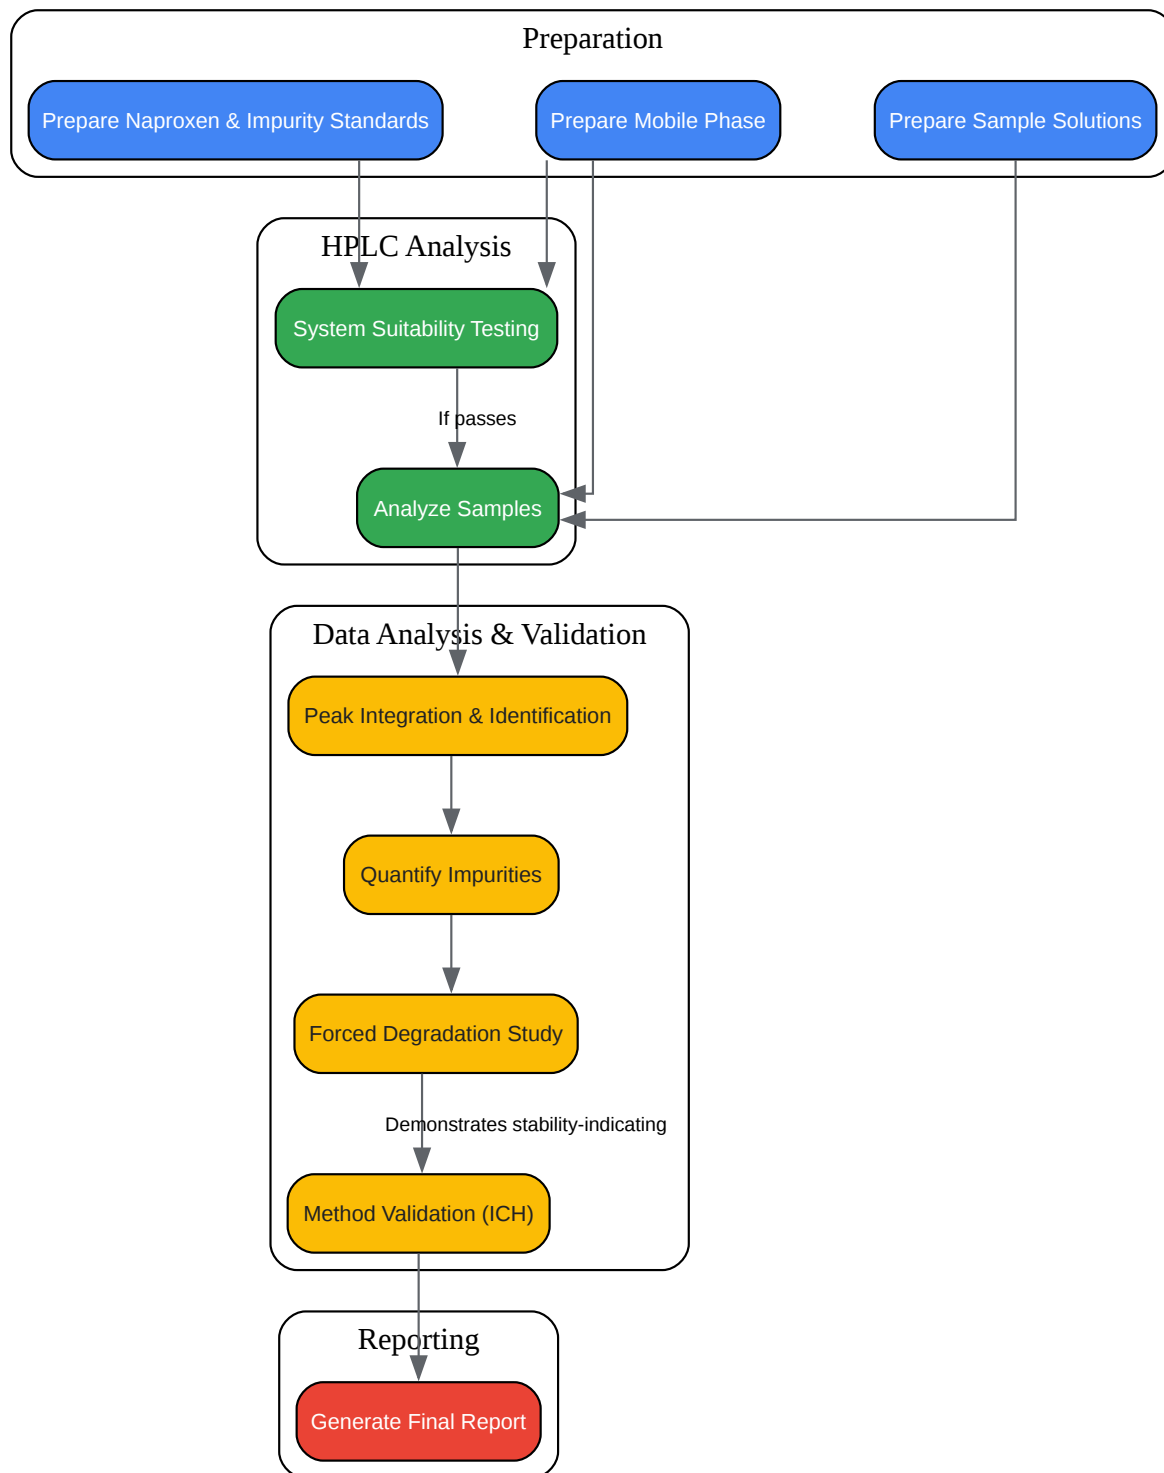 Preparation
Prepare Naproxen & Impurity Standards
Prepare Mobile Phase
Prepare Sample Solutions
HPLC Analysis
System Suitability Testing
If passes
Analyze Samples
Data Analysis & Validation
Peak Integration & Identification
Quantify Impurities
Forced Degradation Study
Demonstrates stability-indicating
Method Validation (ICH)
Reporting
Generate Final Report